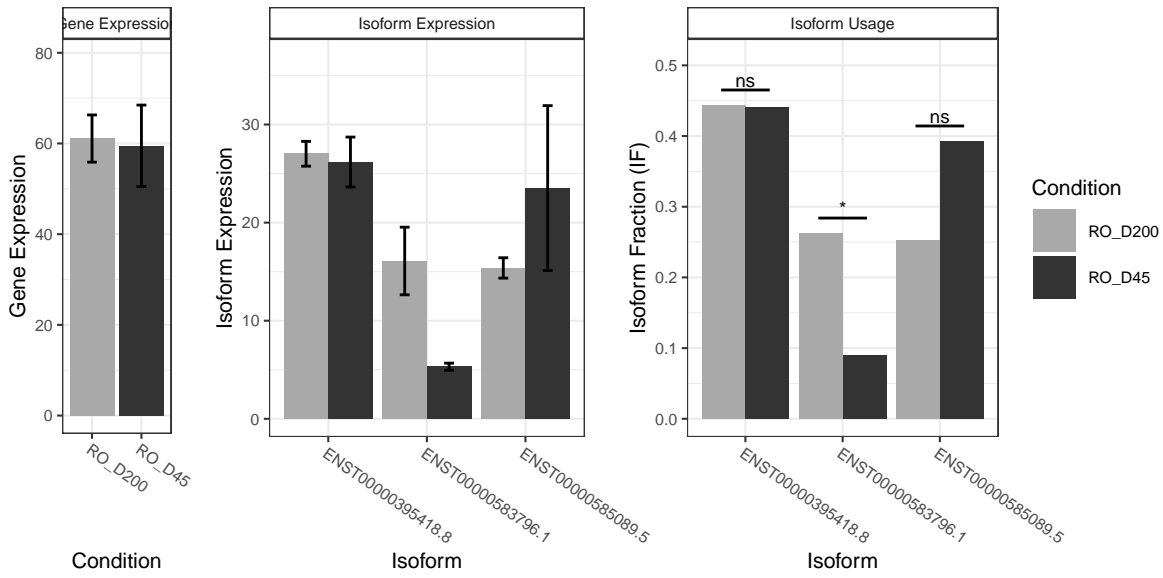 Gene Expression
Isoform Expression
Isoform Usage
Gene Expression
80
60
40
20
0
RO_D200
RO_D45
Condition
Isoform Expression
30
20
10
0
ENST00000395418.8
ENST00000583796.1
ENST00000585089.5
Isoform
Isoform Fraction (IF)
0.5
0.4
0.3
0.2
0.1
0.0
ns
*
ns
ENST00000395418.8
ENST00000583796.1
ENST00000585089.5
Isoform
Condition
RO_D200
RO_D45